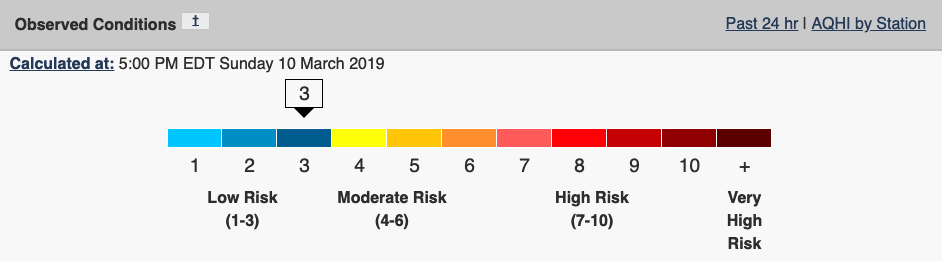 Observed Conditions †
Past 24 hr | AQHI by Station
Calculated at: 5:00 PM EDT Sunday 10 March 2019
3
1 2 3 4 5 6 7 8 9 10 +
Low Risk Moderate Risk High Risk Very
(1-3) (4-6) (7-10) High
Risk